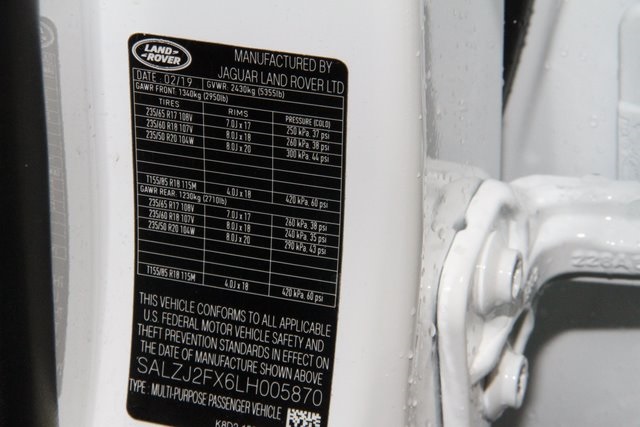 LAND
ROVER
MANUFACTURED BY
JAGUAR LAND ROVER LTD
DATE: 02/19 GVWR: 2430kg (5355lb)
GAWR FRONT: 1340kg (2950lb)
TIRES RIMS PRESSURE (COLD)
235/65 R17 108V 7.0J x 17 250 kPa, 37 psi
235/60 R18 107V 8.0J x 18 260 kPa, 38 psi
235/50 R20 104W 8.0J x 20 300 kPa, 44 psi
T155/85 R18 115M 4.0J x 18 420 kPa, 60 psi
GAWR REAR: 1230kg (2710lb)
235/65 R17 108V 7.0J x 17 260 kPa, 38 psi
235/60 R18 107V 8.0J x 18 240 kPa, 35 psi
235/50 R20 104W 8.0J x 20 290 kPa, 43 psi
T155/85 R18 115M 4.0J x 18 420 kPa, 60 psi
THIS VEHICLE CONFORMS TO ALL APPLICABLE
U.S. FEDERAL MOTOR VEHICLE SAFETY AND
THEFT PREVENTION STANDARDS IN EFFECT ON
THE DATE OF MANUFACTURE SHOWN ABOVE
SALZJ2FX6LH005870
TYPE : MULTI-PURPOSE PASSENGER VEHICLE